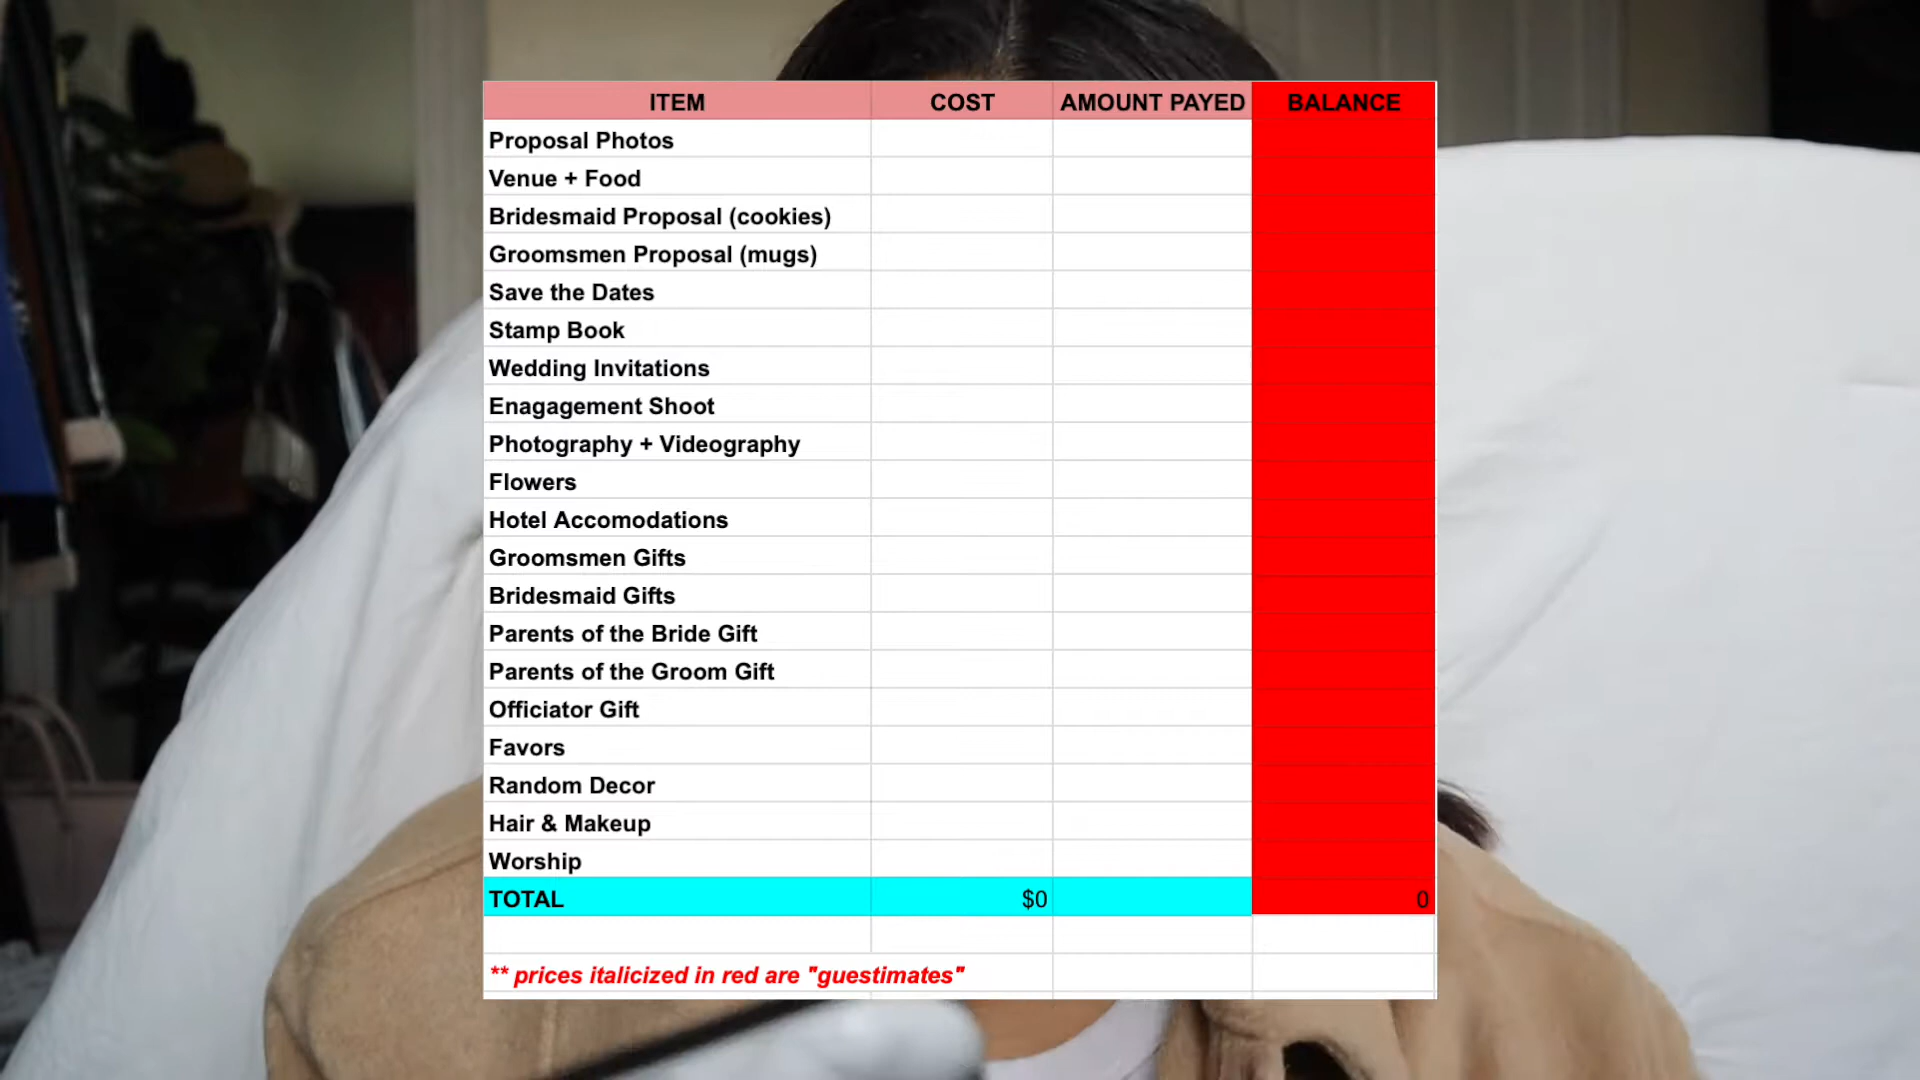 ITEM COST AMOUNT PAYED BALANCE
Proposal Photos
Venue + Food
Bridesmaid Proposal (cookies)
Groomsmen Proposal (mugs)
Save the Dates
Stamp Book
Wedding Invitations
Enagagement Shoot
Photography + Videography
Flowers
Hotel Accomodations
Groomsmen Gifts
Bridesmaid Gifts
Parents of the Bride Gift
Parents of the Groom Gift
Officiator Gift
Favors
Random Decor
Hair & Makeup
Worship
TOTAL $0 0
** prices italicized in red are "guestimates"